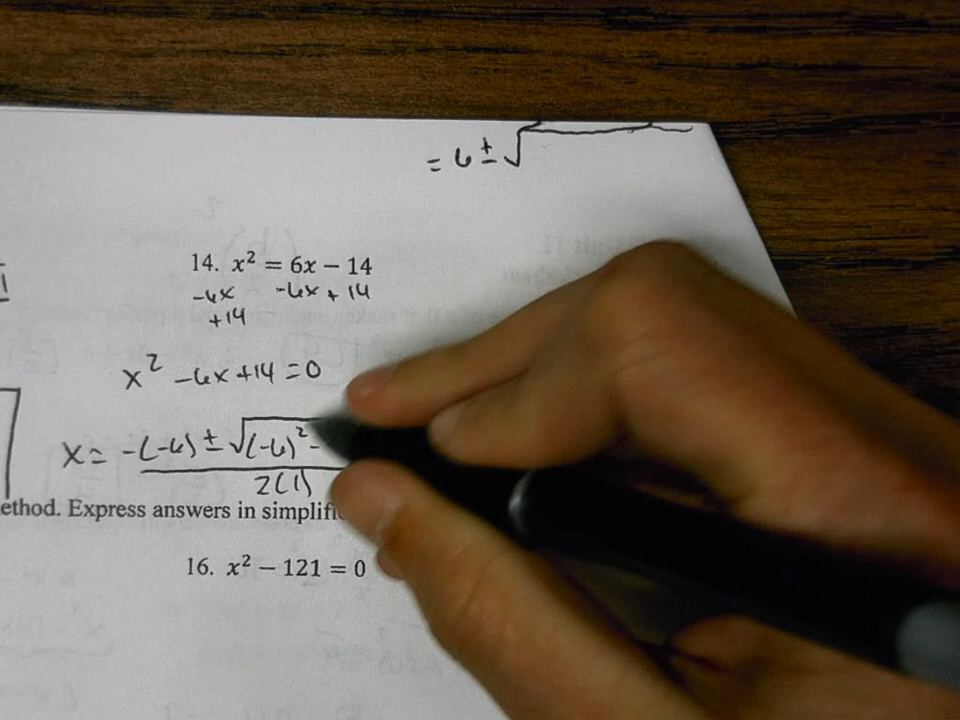 = 6 ± √
14. x² = 6x − 14
-6x -6x + 14
+14
x² -6x +14 = 0
x = -(-6) ± √(-6)² -
2(1)
ethod. Express answers in simplifi
16. x² − 121 = 0